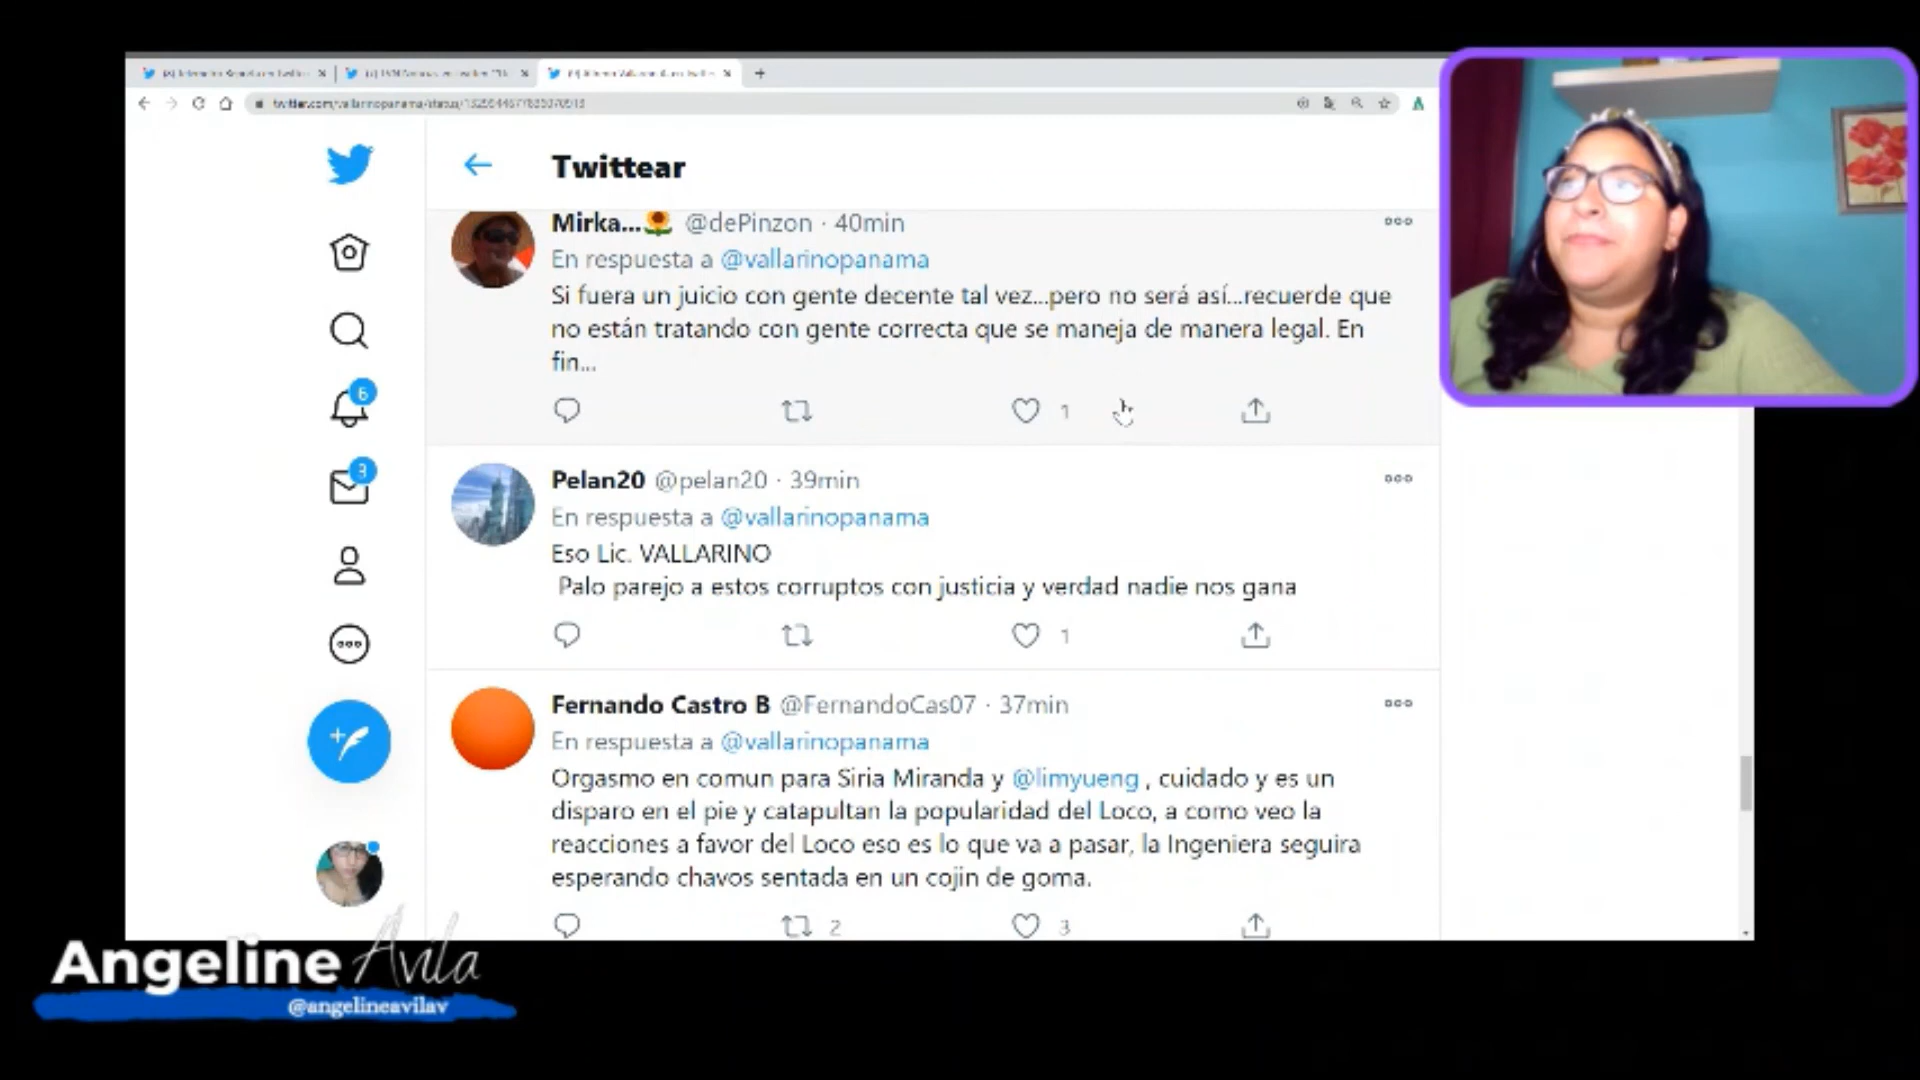 twitter.com/vallarinopanama/status/
Twittear
Mirka...🌻 @dePinzon · 40min
En respuesta a @vallarinopanama
Si fuera un juicio con gente decente tal vez...pero no será así...recuerde que
no están tratando con gente correcta que se maneja de manera legal. En
fin...
1
6
3
Pelan20 @pelan20 · 39min
En respuesta a @vallarinopanama
Eso Lic. VALLARINO
Palo parejo a estos corruptos con justicia y verdad nadie nos gana
1
Fernando Castro B @FernandoCas07 · 37min
En respuesta a @vallarinopanama
Orgasmo en comun para Siria Miranda y @limyueng , cuidado y es un
disparo en el pie y catapultan la popularidad del Loco, a como veo la
reacciones a favor del Loco eso es lo que va a pasar, la Ingeniera seguira
esperando chavos sentada en un cojin de goma.
2 3
Angeline Avila
@angelineavilav